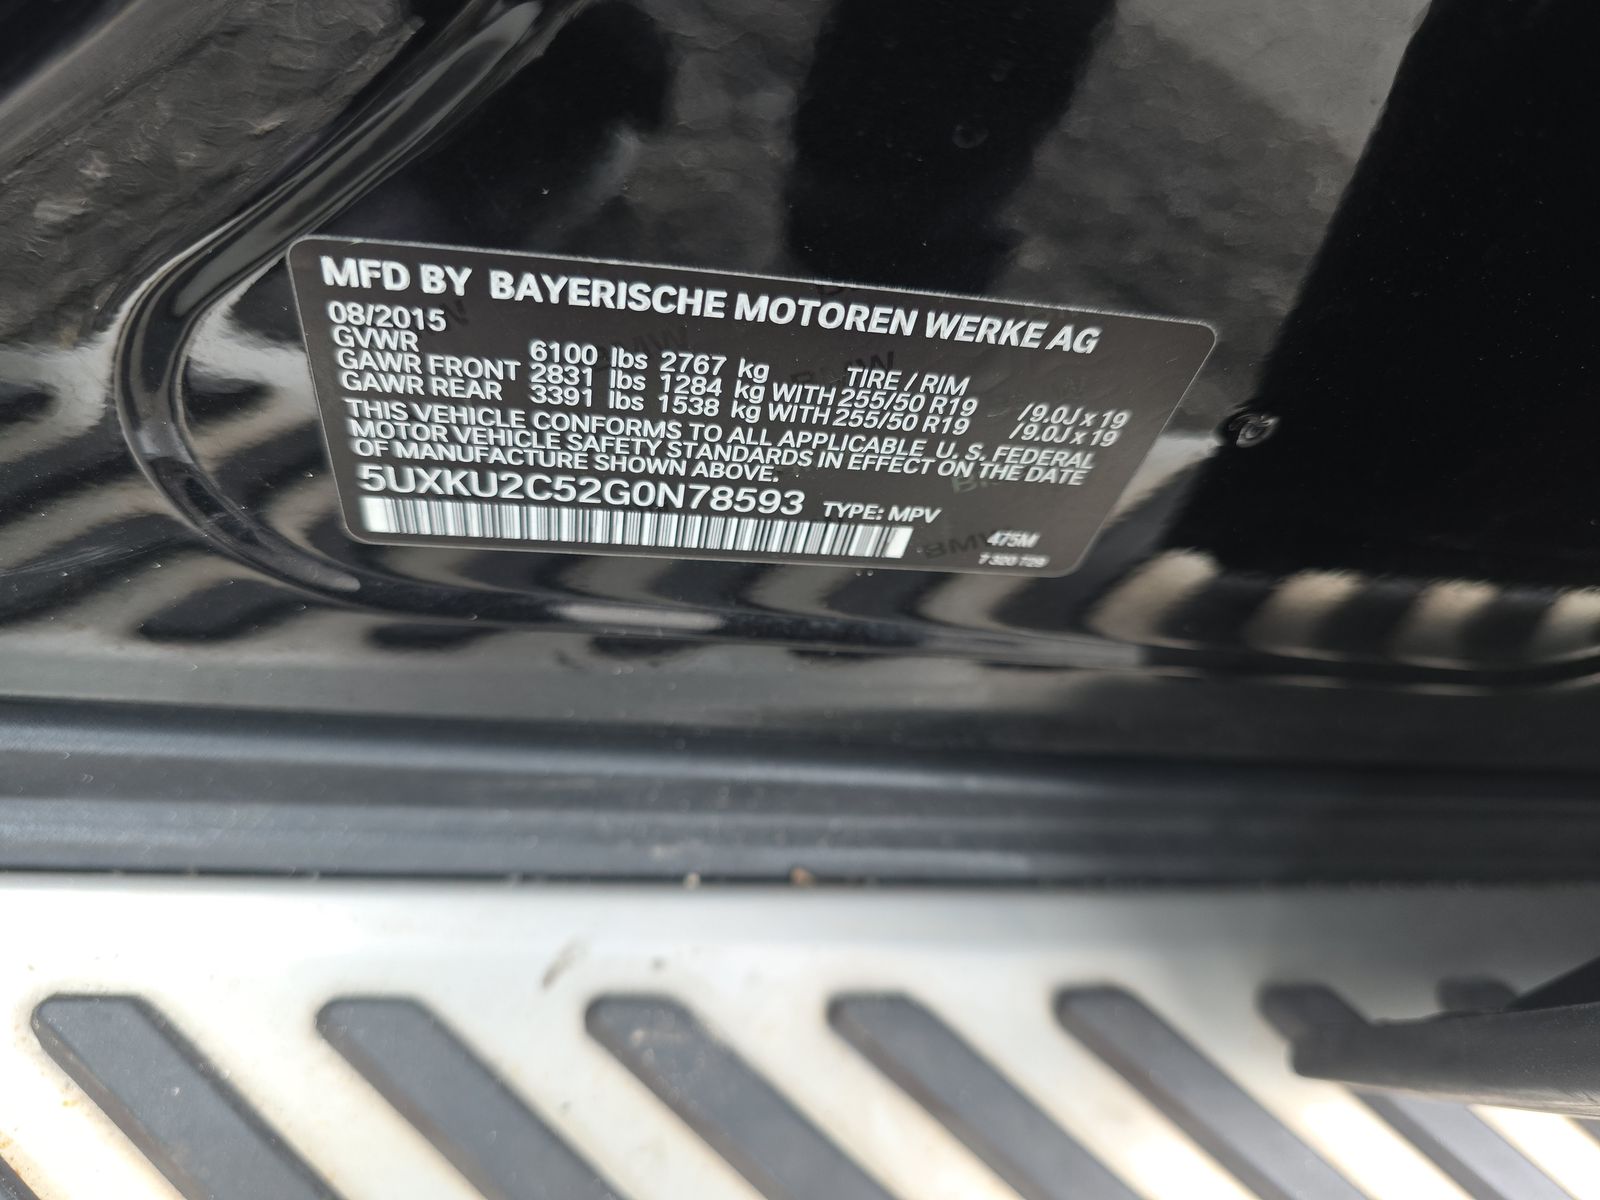 MFD BY BAYERISCHE MOTOREN WERKE AG
08/2015
GVWR 6100 lbs 2767 kg TIRE / RIM
GAWR FRONT 2831 lbs 1284 kg WITH 255/50 R19 / 9.0J x 19
GAWR REAR 3391 lbs 1538 kg WITH 255/50 R19 / 9.0J x 19
THIS VEHICLE CONFORMS TO ALL APPLICABLE U. S. FEDERAL
MOTOR VEHICLE SAFETY STANDARDS IN EFFECT ON THE DATE
OF MANUFACTURE SHOWN ABOVE.
5UXKU2C52G0N78593 TYPE: MPV
475M
7 320 729